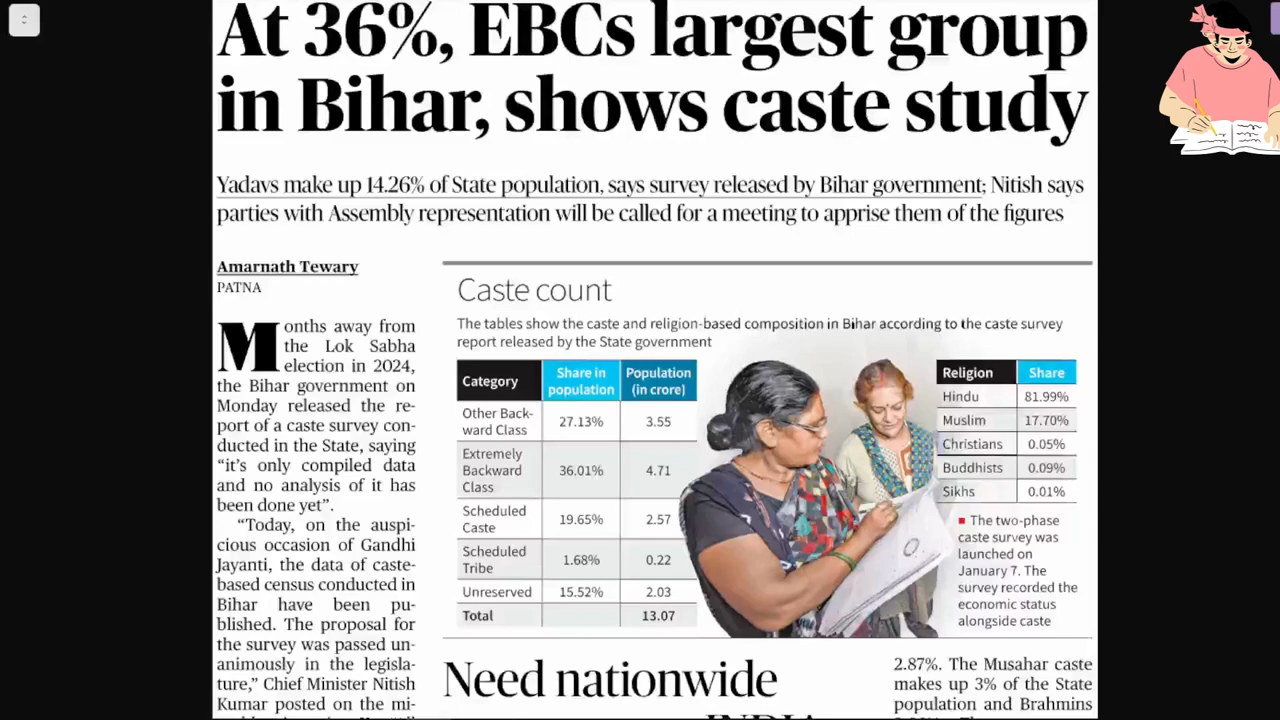 At 36%, EBCs largest group
in Bihar, shows caste study
Yadavs make up 14.26% of State population, says survey released by Bihar government; Nitish says
parties with Assembly representation will be called for a meeting to apprise them of the figures
Amarnath Tewary
PATNA
Months away from
the Lok Sabha
election in 2024,
the Bihar government on
Monday released the re-
port of a caste survey con-
ducted in the State, saying
“it’s only compiled data
and no analysis of it has
been done yet”.
“Today, on the auspi-
cious occasion of Gandhi
Jayanti, the data of caste-
based census conducted in
Bihar have been pu-
blished. The proposal for
the survey was passed un-
animously in the legisla-
ture,” Chief Minister Nitish
Kumar posted on the mi-
Caste count
The tables show the caste and religion-based composition in Bihar according to the caste survey
report released by the State government
Category Share in population Population (in crore)
Other Back-
ward Class 27.13% 3.55
Extremely
Backward
Class 36.01% 4.71
Scheduled
Caste 19.65% 2.57
Scheduled
Tribe 1.68% 0.22
Unreserved 15.52% 2.03
Total 13.07
Religion Share
Hindu 81.99%
Muslim 17.70%
Christians 0.05%
Buddhists 0.09%
Sikhs 0.01%
The two-phase
caste survey was
launched on
January 7. The
survey recorded the
economic status
alongside caste
Need nationwide
2.87%. The Musahar caste
makes up 3% of the State
population and Brahmins